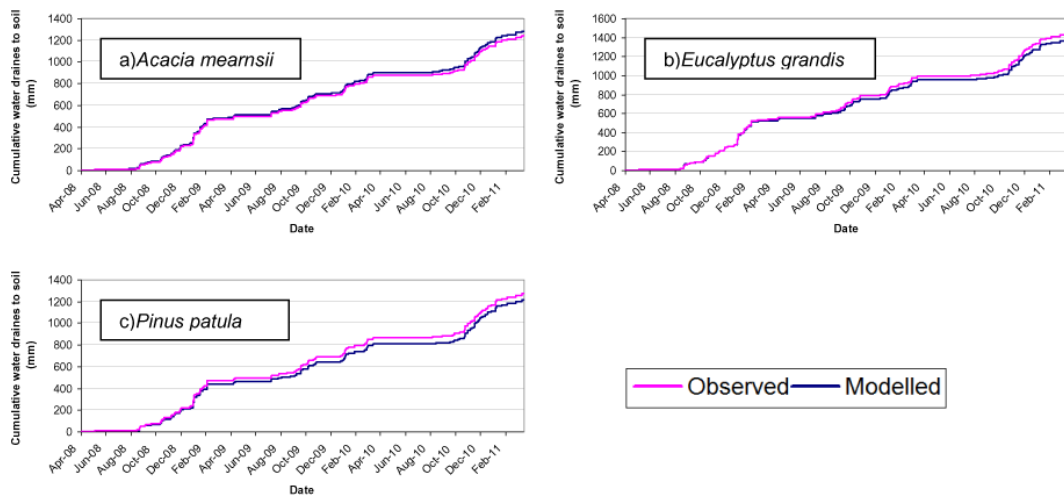 Cumulative water draines to soil
(mm)
1400
1200
1000
800
600
400
200
0
a)Acacia mearnsii
Apr-08
Jun-08
Aug-08
Oct-08
Dec-08
Feb-09
Apr-09
Jun-09
Aug-09
Oct-09
Dec-09
Feb-10
Apr-10
Jun-10
Aug-10
Oct-10
Dec-10
Feb-11
Date
Cumulative water draines to soil
(mm)
1600
1400
1200
1000
800
600
400
200
0
b)Eucalyptus grandis
Apr-08
Jun-08
Aug-08
Oct-08
Dec-08
Feb-09
Apr-09
Jun-09
Aug-09
Oct-09
Dec-09
Feb-10
Apr-10
Jun-10
Aug-10
Oct-10
Dec-10
Feb-11
Date
Cumulative water draines to soil
(mm)
1400
1200
1000
800
600
400
200
0
c)Pinus patula
Apr-08
Jun-08
Aug-08
Oct-08
Dec-08
Feb-09
Apr-09
Jun-09
Aug-09
Oct-09
Dec-09
Feb-10
Apr-10
Jun-10
Aug-10
Oct-10
Dec-10
Feb-11
Date
Observed Modelled